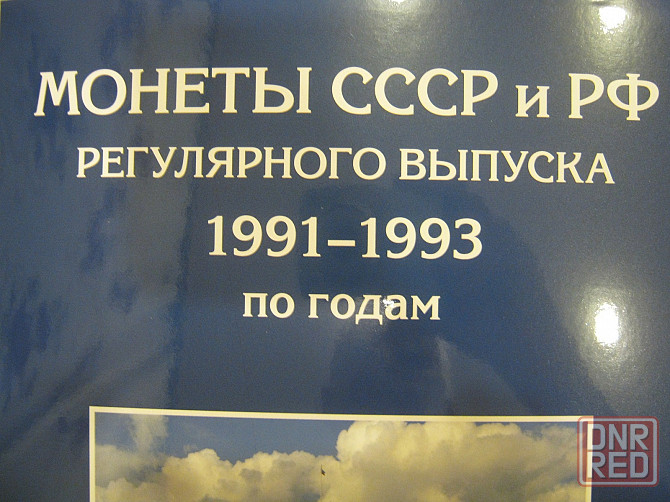 МОНЕТЫ СССР и РФ
РЕГУЛЯРНОГО ВЫПУСКА
1991–1993
по годам
DNR
RED